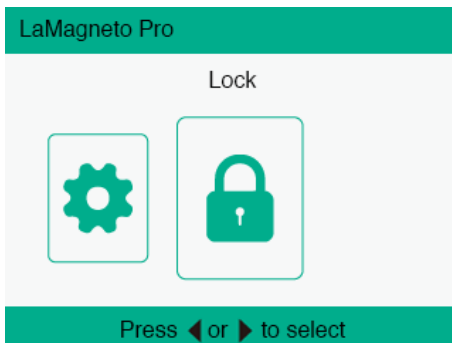 LaMagneto Pro
Lock
Press ◀ or ▶ to select